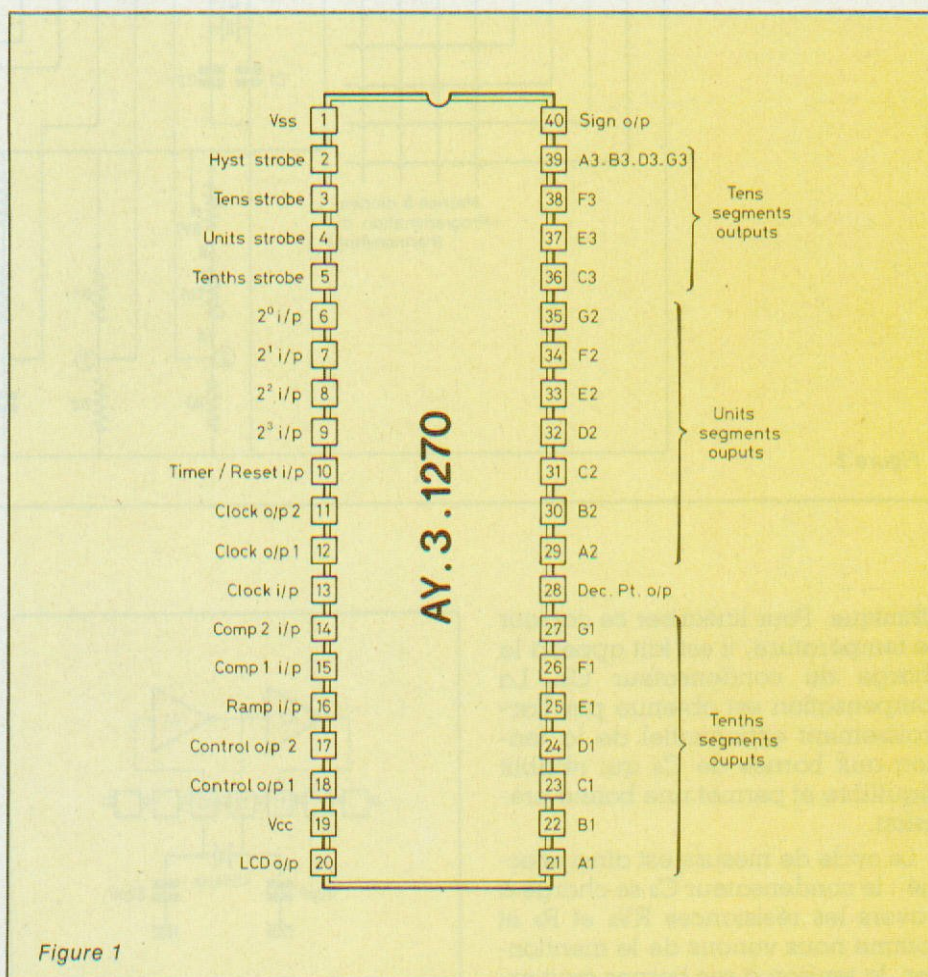 Vss 1
Hyst strobe 2
Tens strobe 3
Units strobe 4
Tenths strobe 5
2⁰ i/p 6
2¹ i/p 7
2² i/p 8
2³ i/p 9
Timer / Reset i/p 10
Clock o/p 2 11
Clock o/p 1 12
Clock i/p 13
Comp 2 i/p 14
Comp 1 i/p 15
Ramp i/p 16
Control o/p 2 17
Control o/p 1 18
Vcc 19
LCD o/p 20
AY.3.1270
40 Sign o/p
39 A3.B3.D3.G3
38 F3
37 E3
36 C3
35 G2
34 F2
33 E2
32 D2
31 C2
30 B2
29 A2
28 Dec. Pt. o/p
27 G1
26 F1
25 E1
24 D1
23 C1
22 B1
21 A1
Tens
segments
outputs
Units
segments
ouputs
Tenths
segments
ouputs
Figure 1